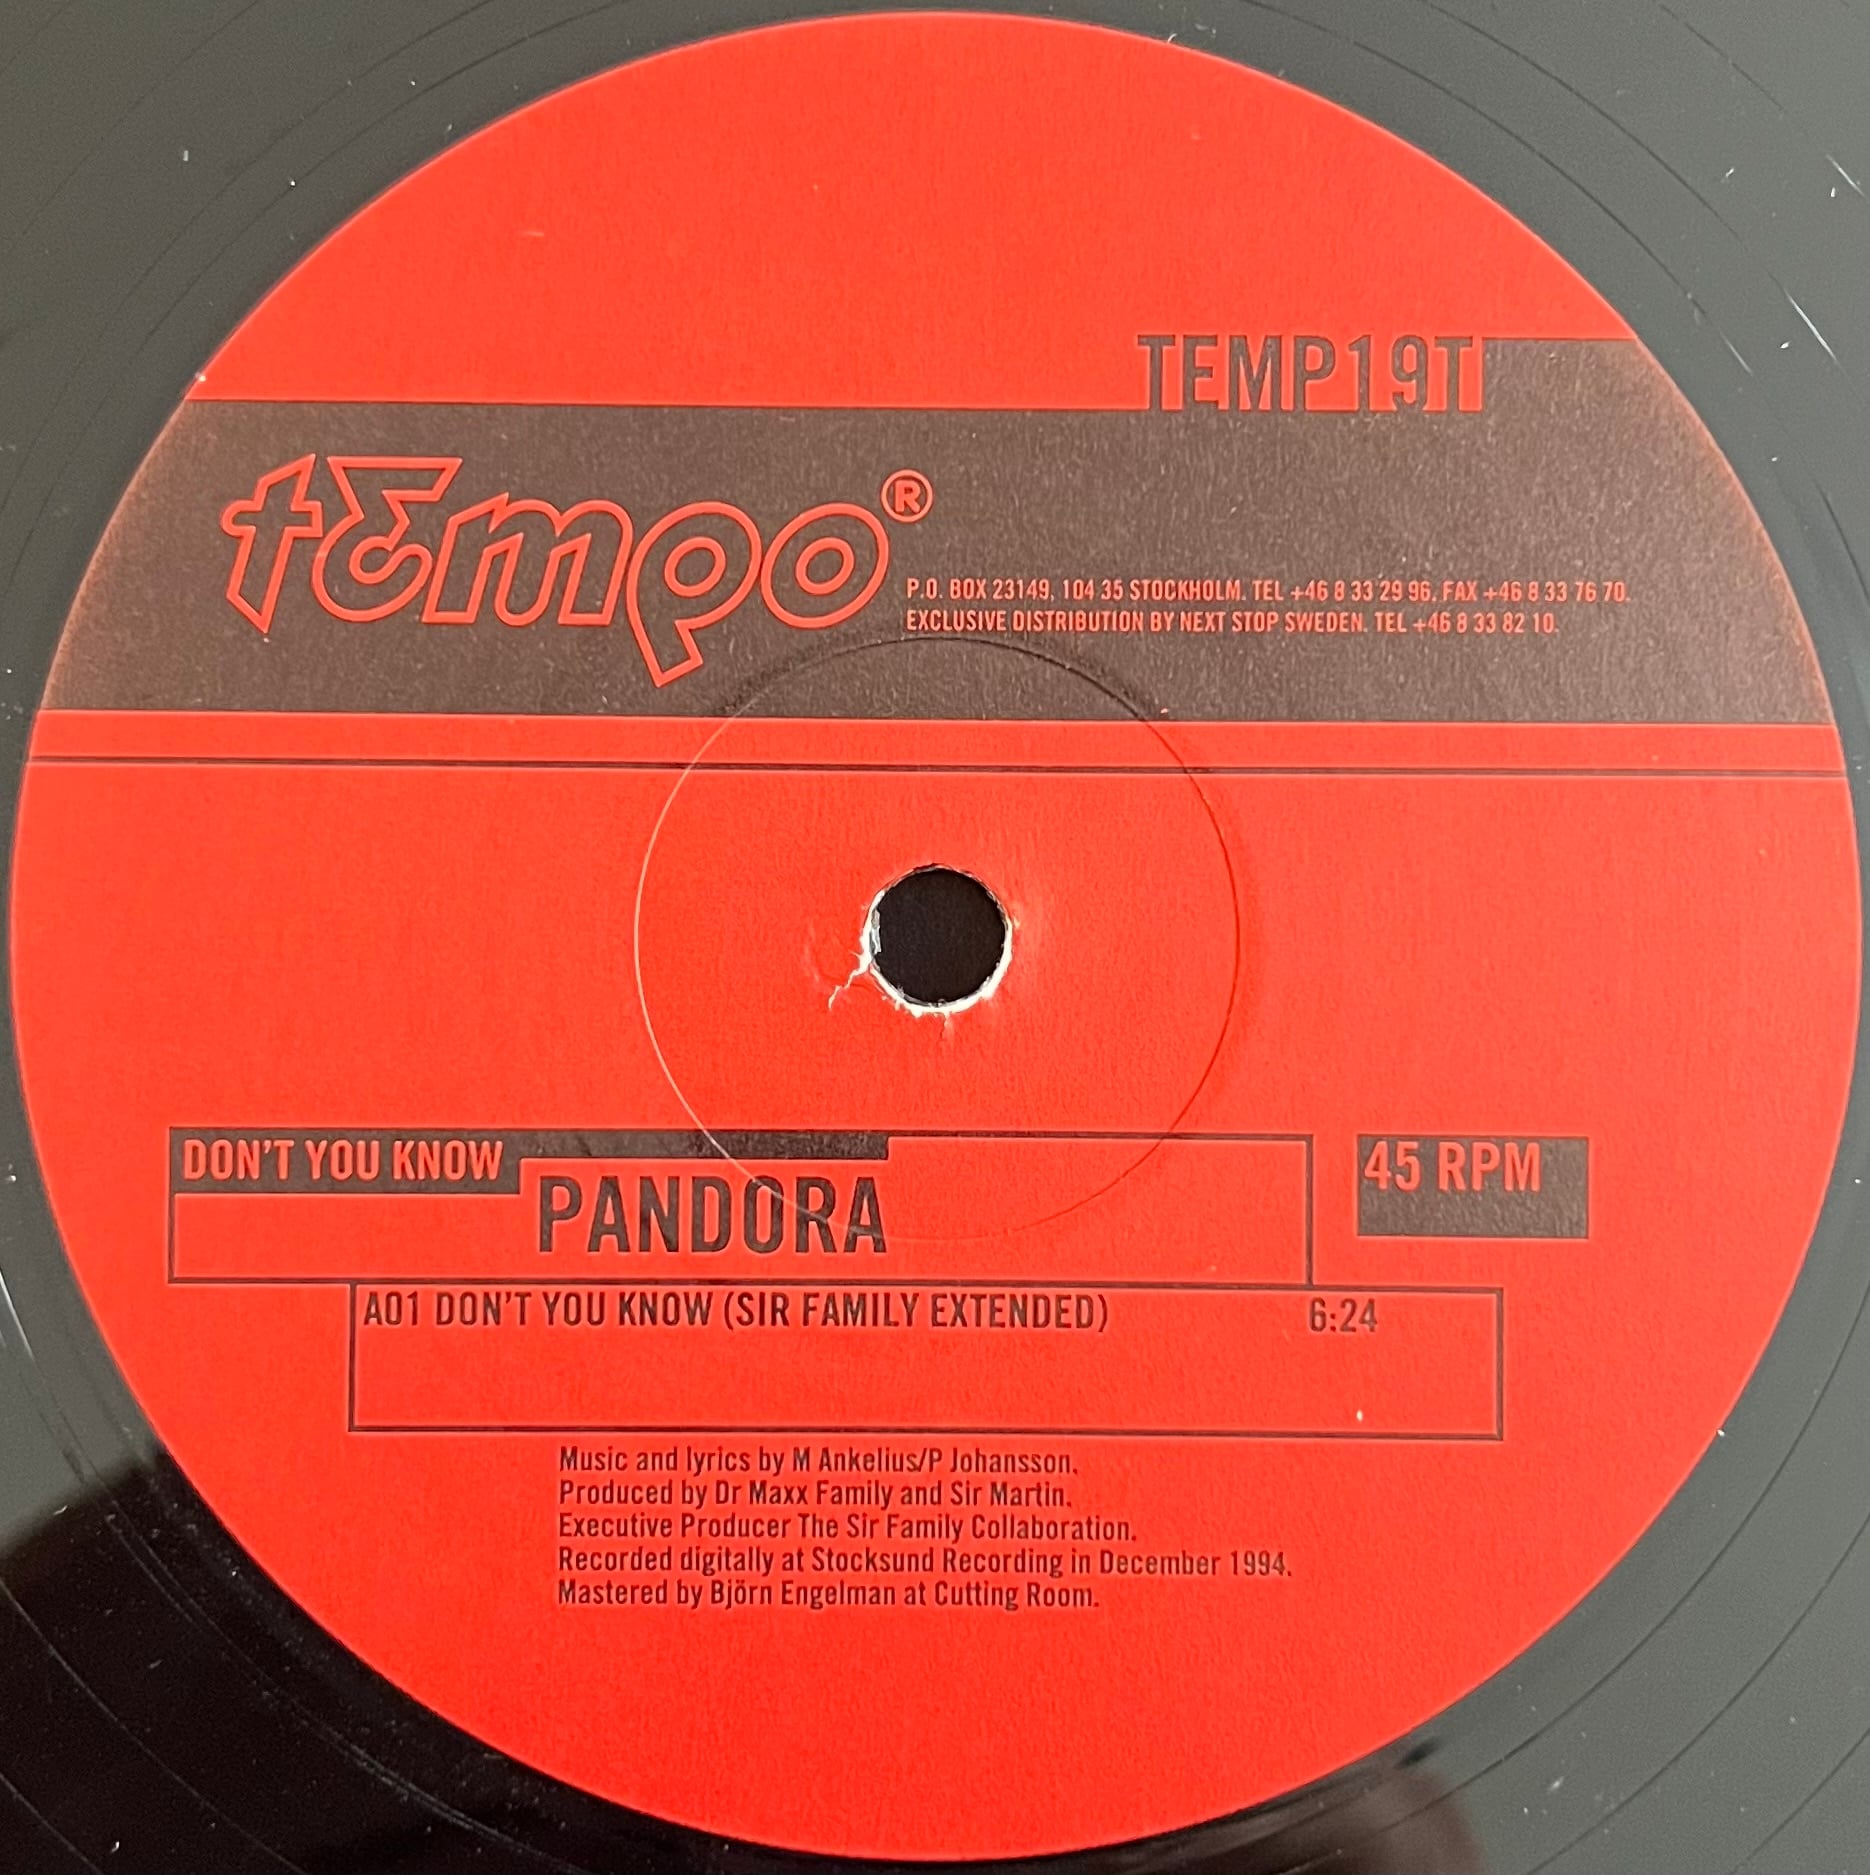 TEMP19T
tempo®
P.O. BOX 23149, 104 35 STOCKHOLM. TEL +46 8 33 29 96. FAX +46 8 33 76 70.
EXCLUSIVE DISTRIBUTION BY NEXT STOP SWEDEN. TEL +46 8 33 82 10.
DON'T YOU KNOW
PANDORA
45 RPM
A01 DON'T YOU KNOW (SIR FAMILY EXTENDED) 6:24
Music and lyrics by M Ankelius/P Johansson.
Produced by Dr Maxx Family and Sir Martin.
Executive Producer The Sir Family Collaboration.
Recorded digitally at Stocksund Recording in December 1994.
Mastered by Björn Engelman at Cutting Room.